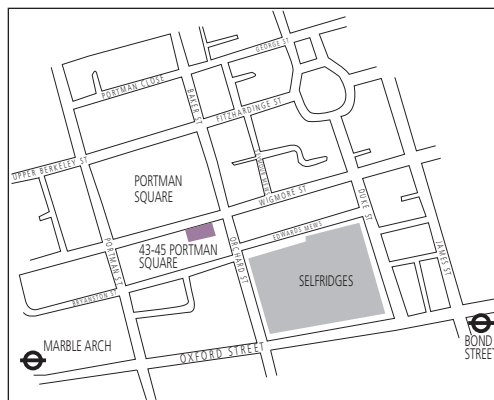 GEORGE ST
PORTMAN CLOSE
BAKER ST
FITZHARDINGE ST
UPPER BERKELEY ST
PORTMAN
SQUARE
WIGMORE ST
DUKE ST
EDWARDS MEWS
PORTMAN ST
43-45 PORTMAN
SQUARE
ORCHARD ST
JAMES ST
SELFRIDGES
BRYANSTON ST
MARBLE ARCH
OXFORD STREET
BOND
STREET